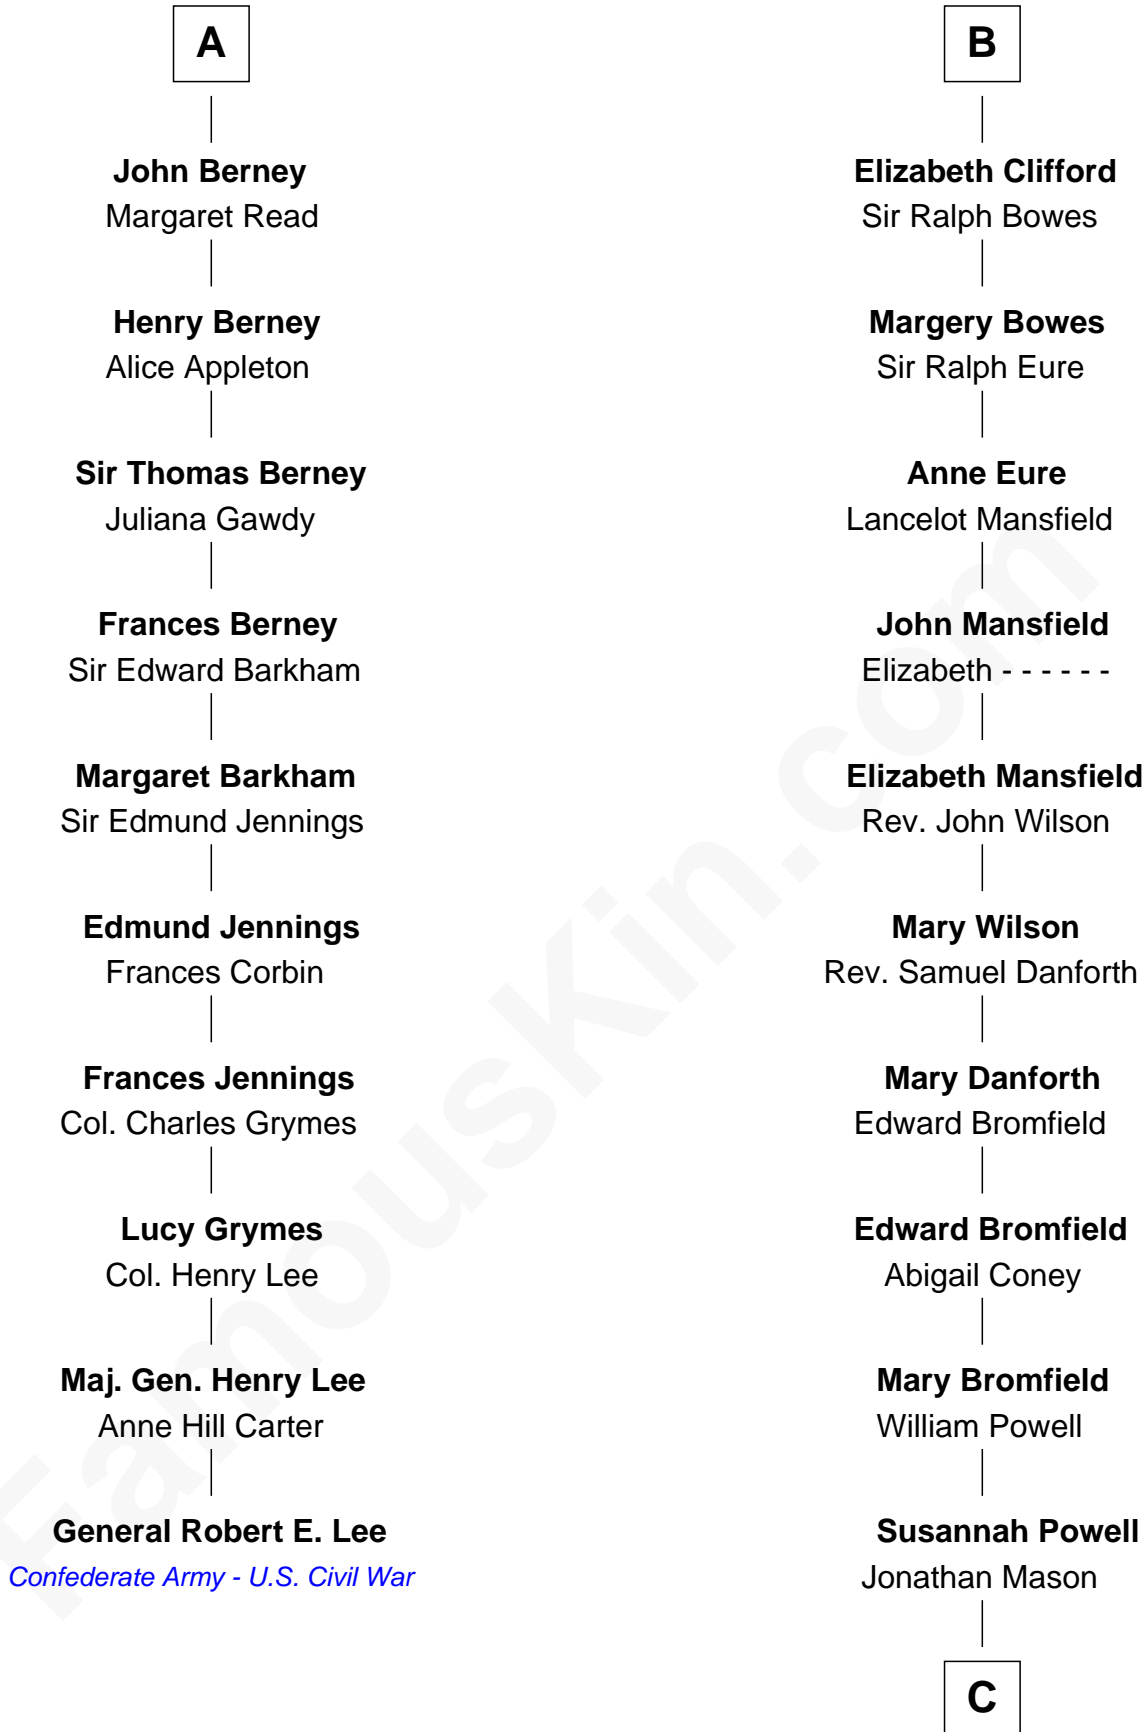 A
John Berney
Margaret Read
Henry Berney
Alice Appleton
Sir Thomas Berney
Juliana Gawdy
Frances Berney
Sir Edward Barkham
Margaret Barkham
Sir Edmund Jennings
Edmund Jennings
Frances Corbin
Frances Jennings
Col. Charles Grymes
Lucy Grymes
Col. Henry Lee
Maj. Gen. Henry Lee
Anne Hill Carter
General Robert E. Lee
Confederate Army - U.S. Civil War
B
Elizabeth Clifford
Sir Ralph Bowes
Margery Bowes
Sir Ralph Eure
Anne Eure
Lancelot Mansfield
John Mansfield
Elizabeth - - - - - -
Elizabeth Mansfield
Rev. John Wilson
Mary Wilson
Rev. Samuel Danforth
Mary Danforth
Edward Bromfield
Edward Bromfield
Abigail Coney
Mary Bromfield
William Powell
Susannah Powell
Jonathan Mason
C
FamousKin.com